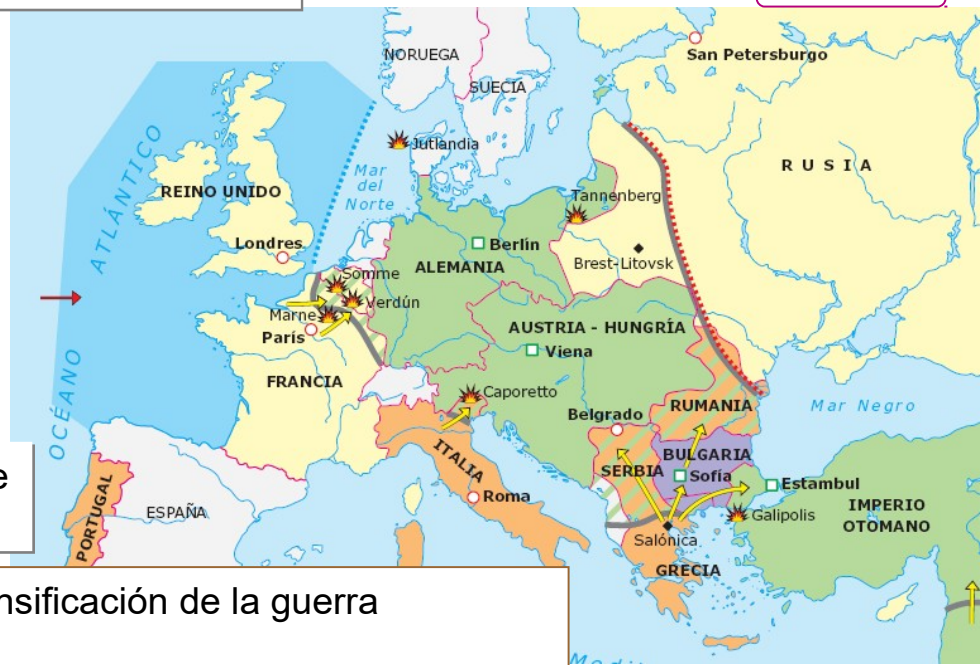 NORUEGA
San Petersburgo
SUECIA
Jutlandia
Mar
del
Norte
RUSIA
REINO UNIDO
Tannenberg
ATLÁNTICO
OCÉANO
Londres
Berlín
ALEMANIA
Brest-Litovsk
Somme
Verdún
Marne
París
AUSTRIA - HUNGRÍA
Viena
FRANCIA
Caporetto
Belgrado
RUMANIA
Mar Negro
ITALIA
BULGARIA
SERBIA
Sofía
Estambul
PORTUGAL
ESPAÑA
Roma
Galipolis
IMPERIO
OTOMANO
Salónica
GRECIA
e
nsificación de la guerra